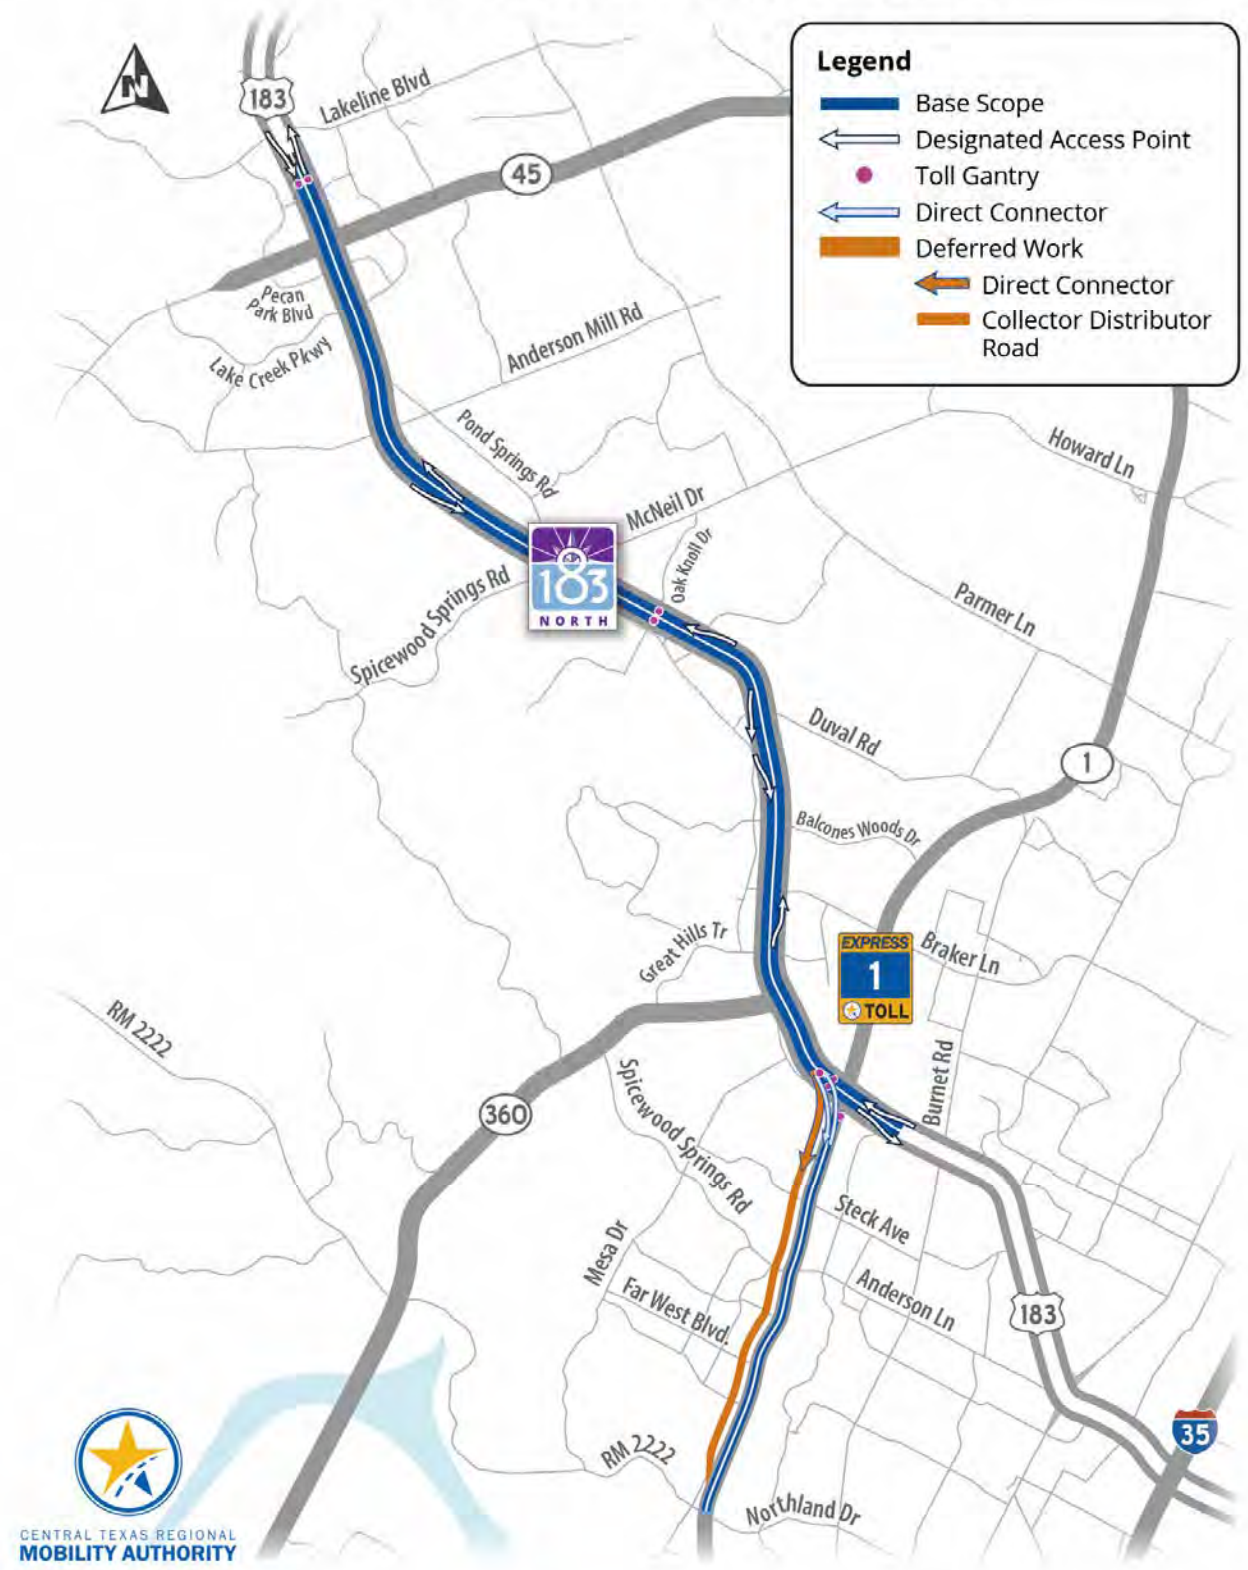 Legend
Base Scope
Designated Access Point
Toll Gantry
Direct Connector
Deferred Work
Direct Connector
Collector Distributor
Road
N
183
Lakeline Blvd
45
Pecan
Park Blvd
Lake Creek Pkwy
Anderson Mill Rd
Pond Springs Rd
Howard Ln
McNeil Dr
Oak Knoll Dr
183
NORTH
Spicewood Springs Rd
Parmer Ln
Duval Rd
1
Balcones Woods Dr
Great Hills Tr
EXPRESS
1
TOLL
Braker Ln
RM 2222
Burnet Rd
360
Spicewood Springs Rd
Steck Ave
Mesa Dr
Anderson Ln
Far West Blvd.
183
35
RM 2222
Northland Dr
CENTRAL TEXAS REGIONAL
MOBILITY AUTHORITY